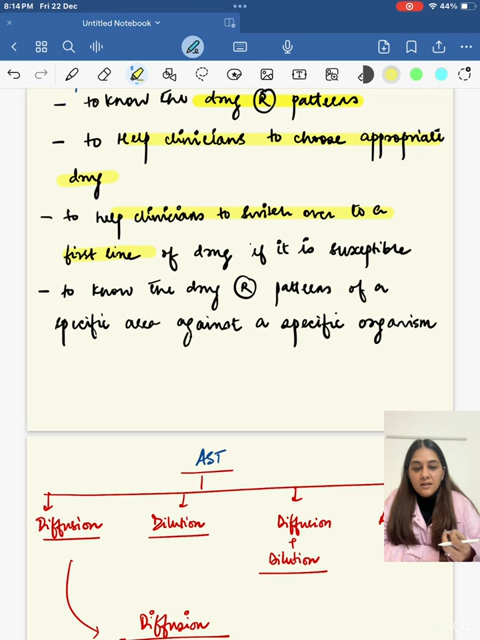 8:14 PM Fri 22 Dec
44%
Untitled Notebook
- to know the drug R patterns
- to Help clinicians to choose appropriate
drug
- to help clinicians to switch over to a
first line of drug if it is susceptible
- to know the drug R patterns of a
specific area against a specific organism
AST
Diffusion Dilution Diffusion
+
Dilution
Diffusion